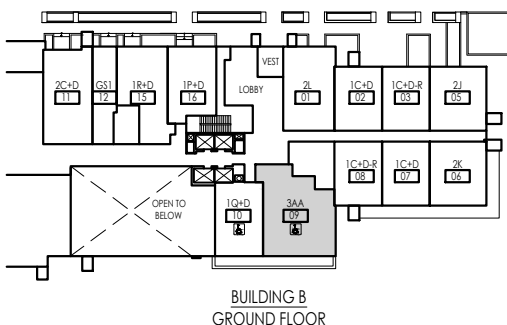 VEST
LOBBY
2C+D
11
GS1
12
1R+D
15
1P+D
16
2L
01
1C+D
02
1C+D-R
03
2J
05
1C+D-R
08
1C+D
07
2K
06
OPEN TO
BELOW
1Q+D
10
3AA
09
BUILDING B
GROUND FLOOR